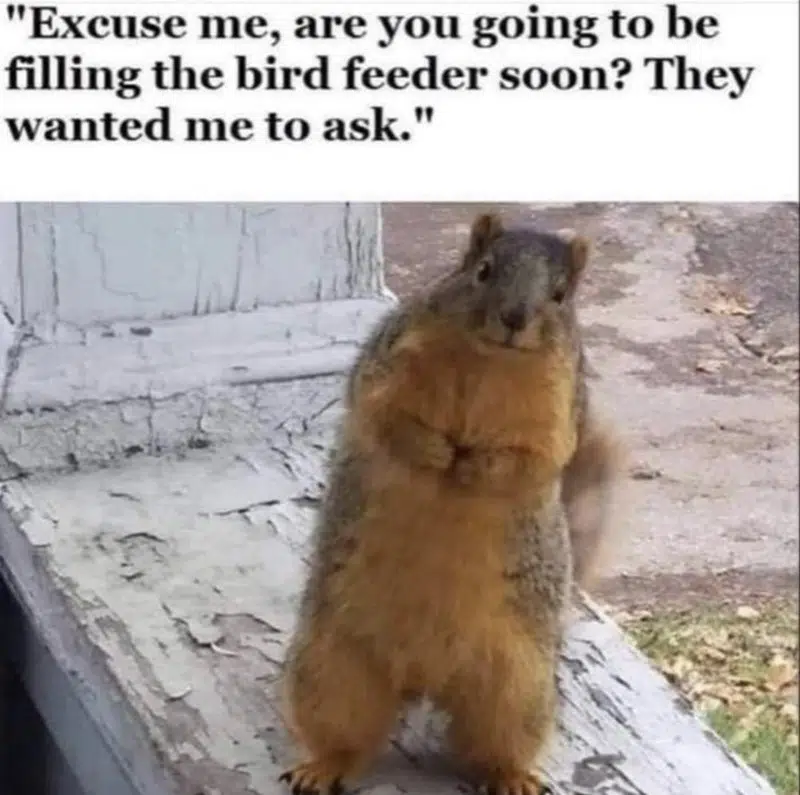 "Excuse me, are you going to be
filling the bird feeder soon? They
wanted me to ask."